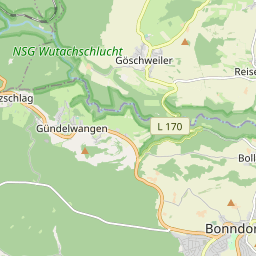 NSG Wutachschlucht
Göschweiler
Reise
zschlag
Gündelwangen
L 170
Boll
Bonndor